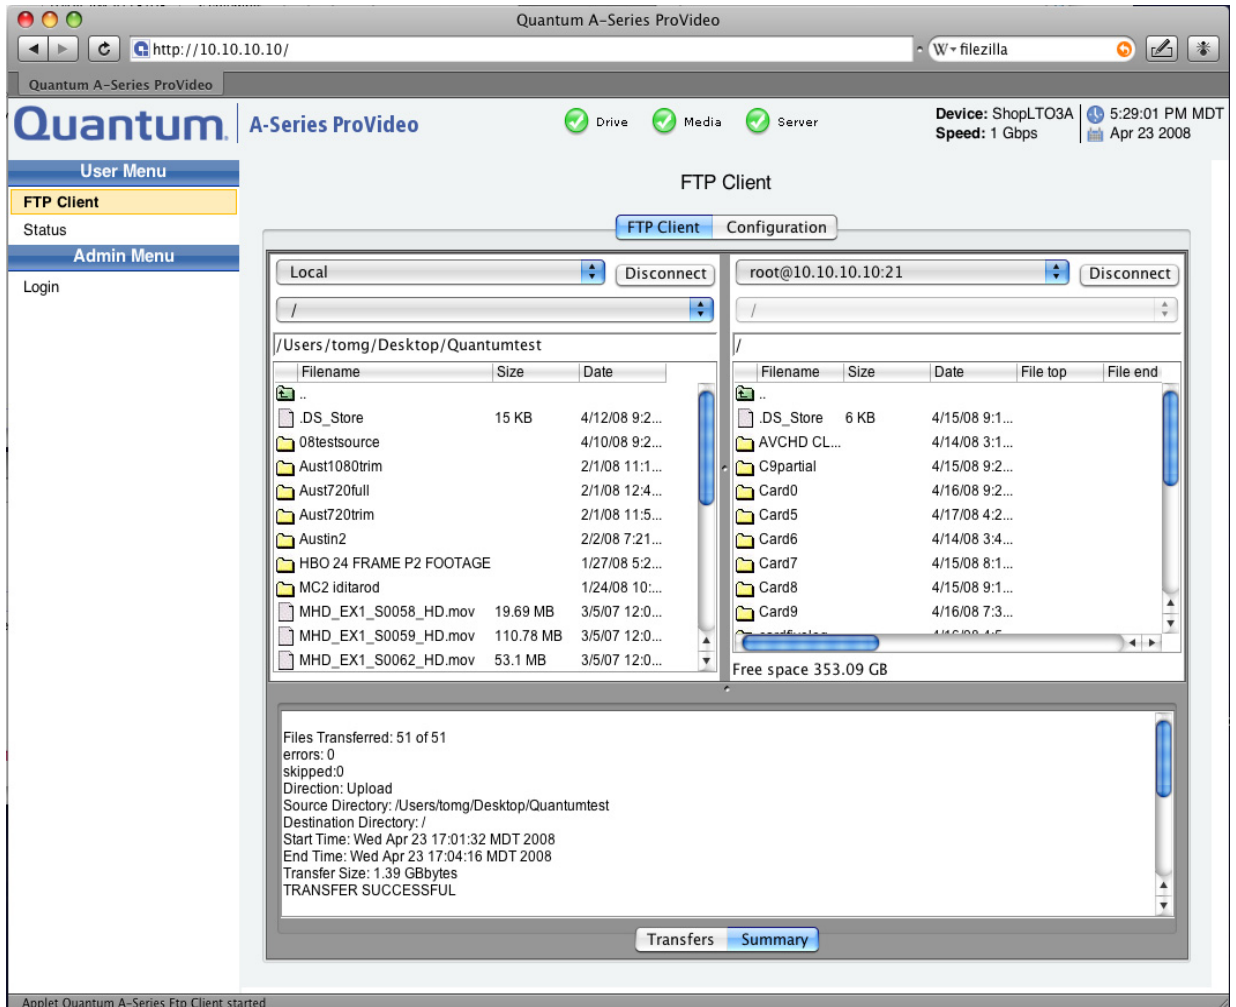 Quantum A-Series ProVideo
http://10.10.10.10/
W filezilla
Quantum A-Series ProVideo
Quantum. A-Series ProVideo
Drive Media Server
Device: ShopLTO3A 5:29:01 PM MDT
Speed: 1 Gbps Apr 23 2008
User Menu
FTP Client
Status
Admin Menu
Login
FTP Client
FTP Client Configuration
Local Disconnect
/
/Users/tomg/Desktop/Quantumtest
Filename Size Date
..
.DS_Store 15 KB 4/12/08 9:2...
08testsource 4/10/08 9:2...
Aust1080trim 2/1/08 11:1...
Aust720full 2/1/08 12:4...
Aust720trim 2/1/08 11:5...
Austin2 2/2/08 7:21...
HBO 24 FRAME P2 FOOTAGE 1/27/08 5:2...
MC2 iditarod 1/24/08 10:...
MHD_EX1_S0058_HD.mov 19.69 MB 3/5/07 12:0...
MHD_EX1_S0059_HD.mov 110.78 MB 3/5/07 12:0...
MHD_EX1_S0062_HD.mov 53.1 MB 3/5/07 12:0...
root@10.10.10.10:21 Disconnect
/
/
Filename Size Date File top File end
..
.DS_Store 6 KB 4/15/08 9:1...
AVCHD CL... 4/14/08 3:1...
C9partial 4/15/08 9:2...
Card0 4/16/08 9:2...
Card5 4/17/08 4:2...
Card6 4/14/08 3:4...
Card7 4/15/08 8:1...
Card8 4/15/08 9:1...
Card9 4/16/08 7:3...
Free space 353.09 GB
Files Transferred: 51 of 51
errors: 0
skipped:0
Direction: Upload
Source Directory: /Users/tomg/Desktop/Quantumtest
Destination Directory: /
Start Time: Wed Apr 23 17:01:32 MDT 2008
End Time: Wed Apr 23 17:04:16 MDT 2008
Transfer Size: 1.39 GBbytes
TRANSFER SUCCESSFUL
Transfers Summary
Applet Quantum A-Series Ftp Client started